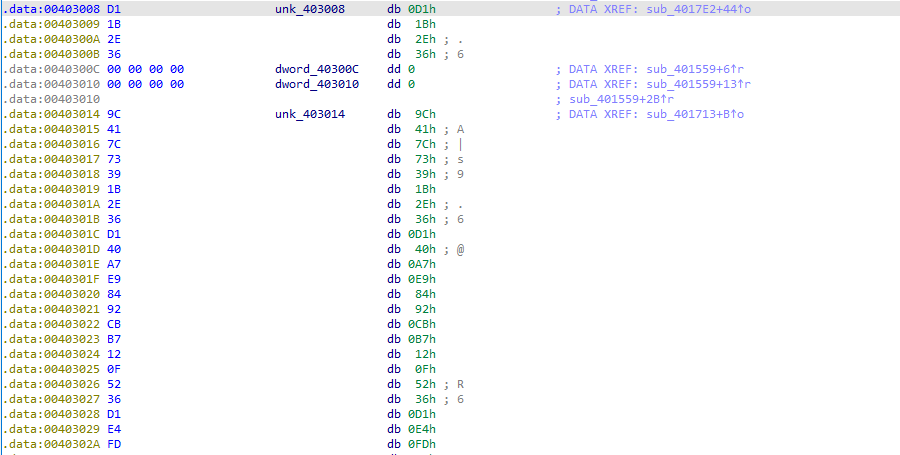 .data:00403008 D1 unk_403008 db 0D1h ; DATA XREF: sub_4017E2+44↑o
.data:00403009 1B db 1Bh
.data:0040300A 2E db 2Eh ; .
.data:0040300B 36 db 36h ; 6
.data:0040300C 00 00 00 00 dword_40300C dd 0 ; DATA XREF: sub_401559+6↑r
.data:00403010 00 00 00 00 dword_403010 dd 0 ; DATA XREF: sub_401559+13↑r
.data:00403010 ; sub_401559+2B↑r
.data:00403014 9C unk_403014 db 9Ch ; DATA XREF: sub_401713+B↑o
.data:00403015 41 db 41h ; A
.data:00403016 7C db 7Ch ; |
.data:00403017 73 db 73h ; s
.data:00403018 39 db 39h ; 9
.data:00403019 1B db 1Bh
.data:0040301A 2E db 2Eh ; .
.data:0040301B 36 db 36h ; 6
.data:0040301C D1 db 0D1h
.data:0040301D 40 db 40h ; @
.data:0040301E A7 db 0A7h
.data:0040301F E9 db 0E9h
.data:00403020 84 db 84h
.data:00403021 92 db 92h
.data:00403022 CB db 0CBh
.data:00403023 B7 db 0B7h
.data:00403024 12 db 12h
.data:00403025 0F db 0Fh
.data:00403026 52 db 52h ; R
.data:00403027 36 db 36h ; 6
.data:00403028 D1 db 0D1h
.data:00403029 E4 db 0E4h
.data:0040302A FD db 0FDh